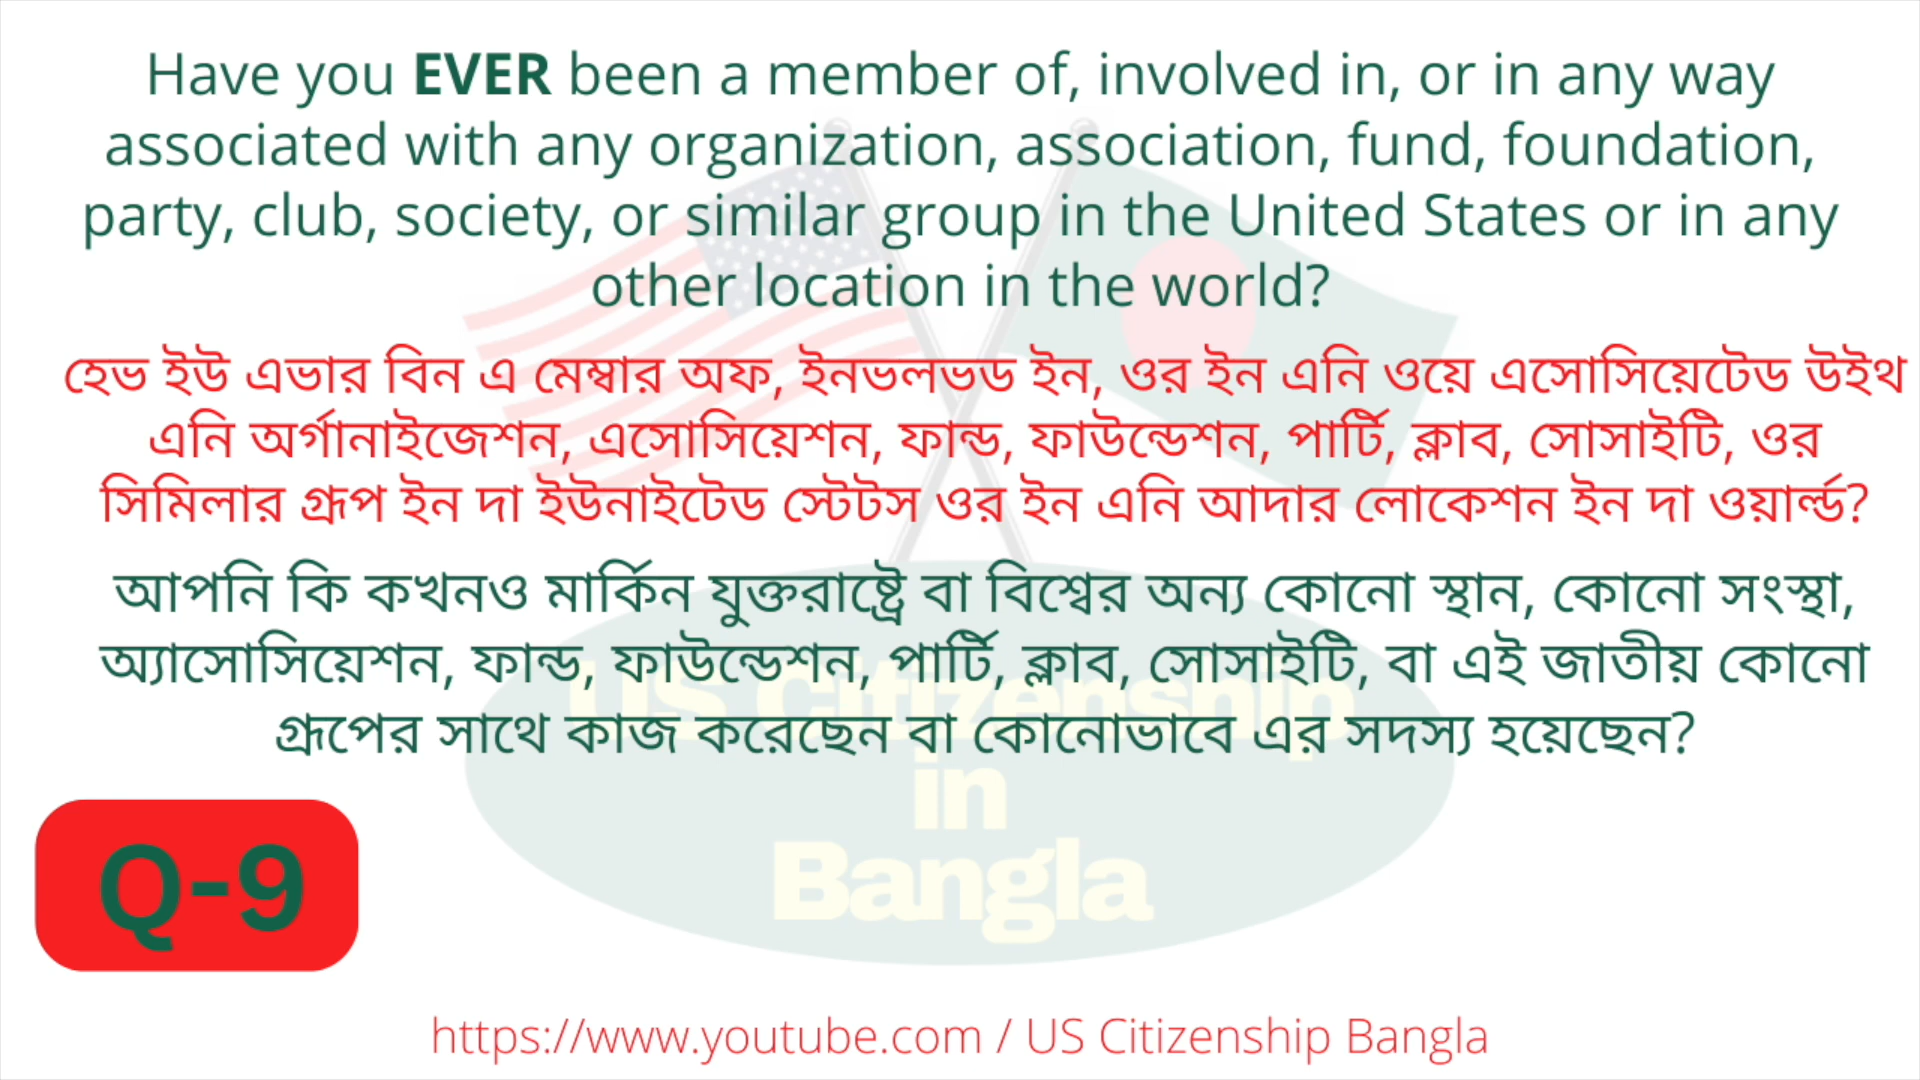 Have you EVER been a member of, involved in, or in any way
associated with any organization, association, fund, foundation,
party, club, society, or similar group in the United States or in any
other location in the world?
হেভ ইউ এভার বিন এ মেম্বার অফ, ইনভলভড ইন, ওর ইন এনি ওয়ে এসোসিয়েটেড উইথ
এনি অর্গানাইজেশন, এসোসিয়েশন, ফান্ড, ফাউন্ডেশন, পার্টি, ক্লাব, সোসাইটি, ওর
সিমিলার গ্রূপ ইন দা ইউনাইটেড স্টেটস ওর ইন এনি আদার লোকেশন ইন দা ওয়ার্ল্ড?
আপনি কি কখনও মার্কিন যুক্তরাষ্ট্রে বা বিশ্বের অন্য কোনো স্থান, কোনো সংস্থা,
অ্যাসোসিয়েশন, ফান্ড, ফাউন্ডেশন, পার্টি, ক্লাব, সোসাইটি, বা এই জাতীয় কোনো
গ্রূপের সাথে কাজ করেছেন বা কোনোভাবে এর সদস্য হয়েছেন?
US Citizenship
in
Bangla
Q-9
https://www.youtube.com / US Citizenship Bangla